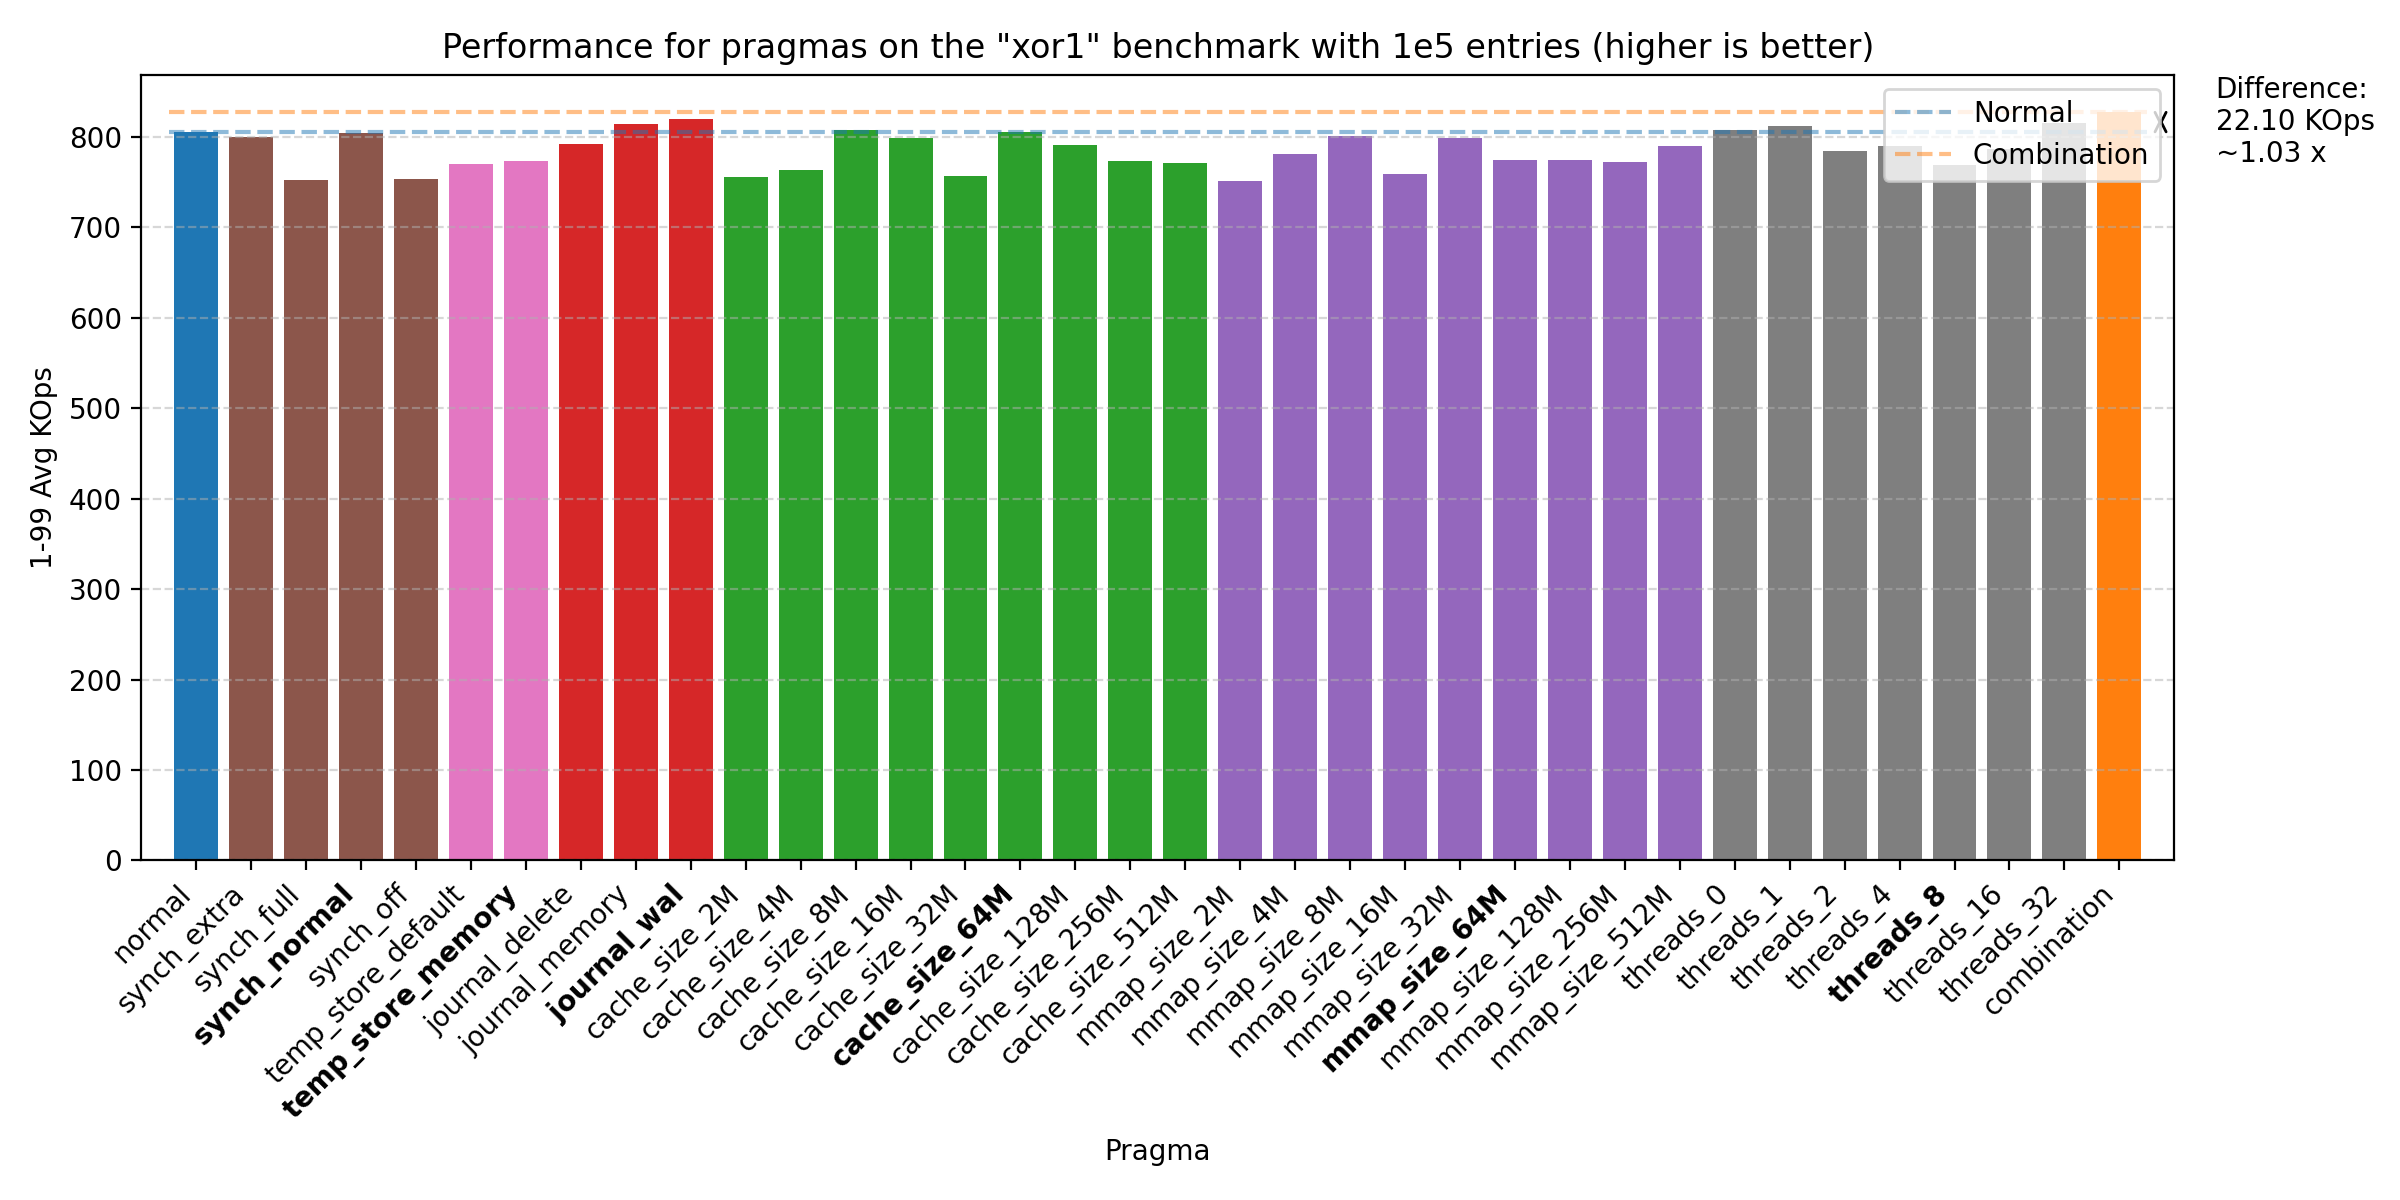 Performance for pragmas on the "xor1" benchmark with 1e5 entries (higher is better)
Difference:
22.10 KOps
~1.03 x
Normal
Combination
1-99 Avg KOps
800
700
600
500
400
300
200
100
0
normal
synch_extra
synch_full
synch_normal
synch_off
temp_store_default
temp_store_memory
journal_delete
journal_memory
journal_wal
cache_size_2M
cache_size_4M
cache_size_8M
cache_size_16M
cache_size_32M
cache_size_64M
cache_size_128M
cache_size_256M
cache_size_512M
mmap_size_2M
mmap_size_4M
mmap_size_8M
mmap_size_16M
mmap_size_32M
mmap_size_64M
mmap_size_128M
mmap_size_256M
mmap_size_512M
threads_0
threads_1
threads_2
threads_4
threads_8
threads_16
threads_32
combination
Pragma